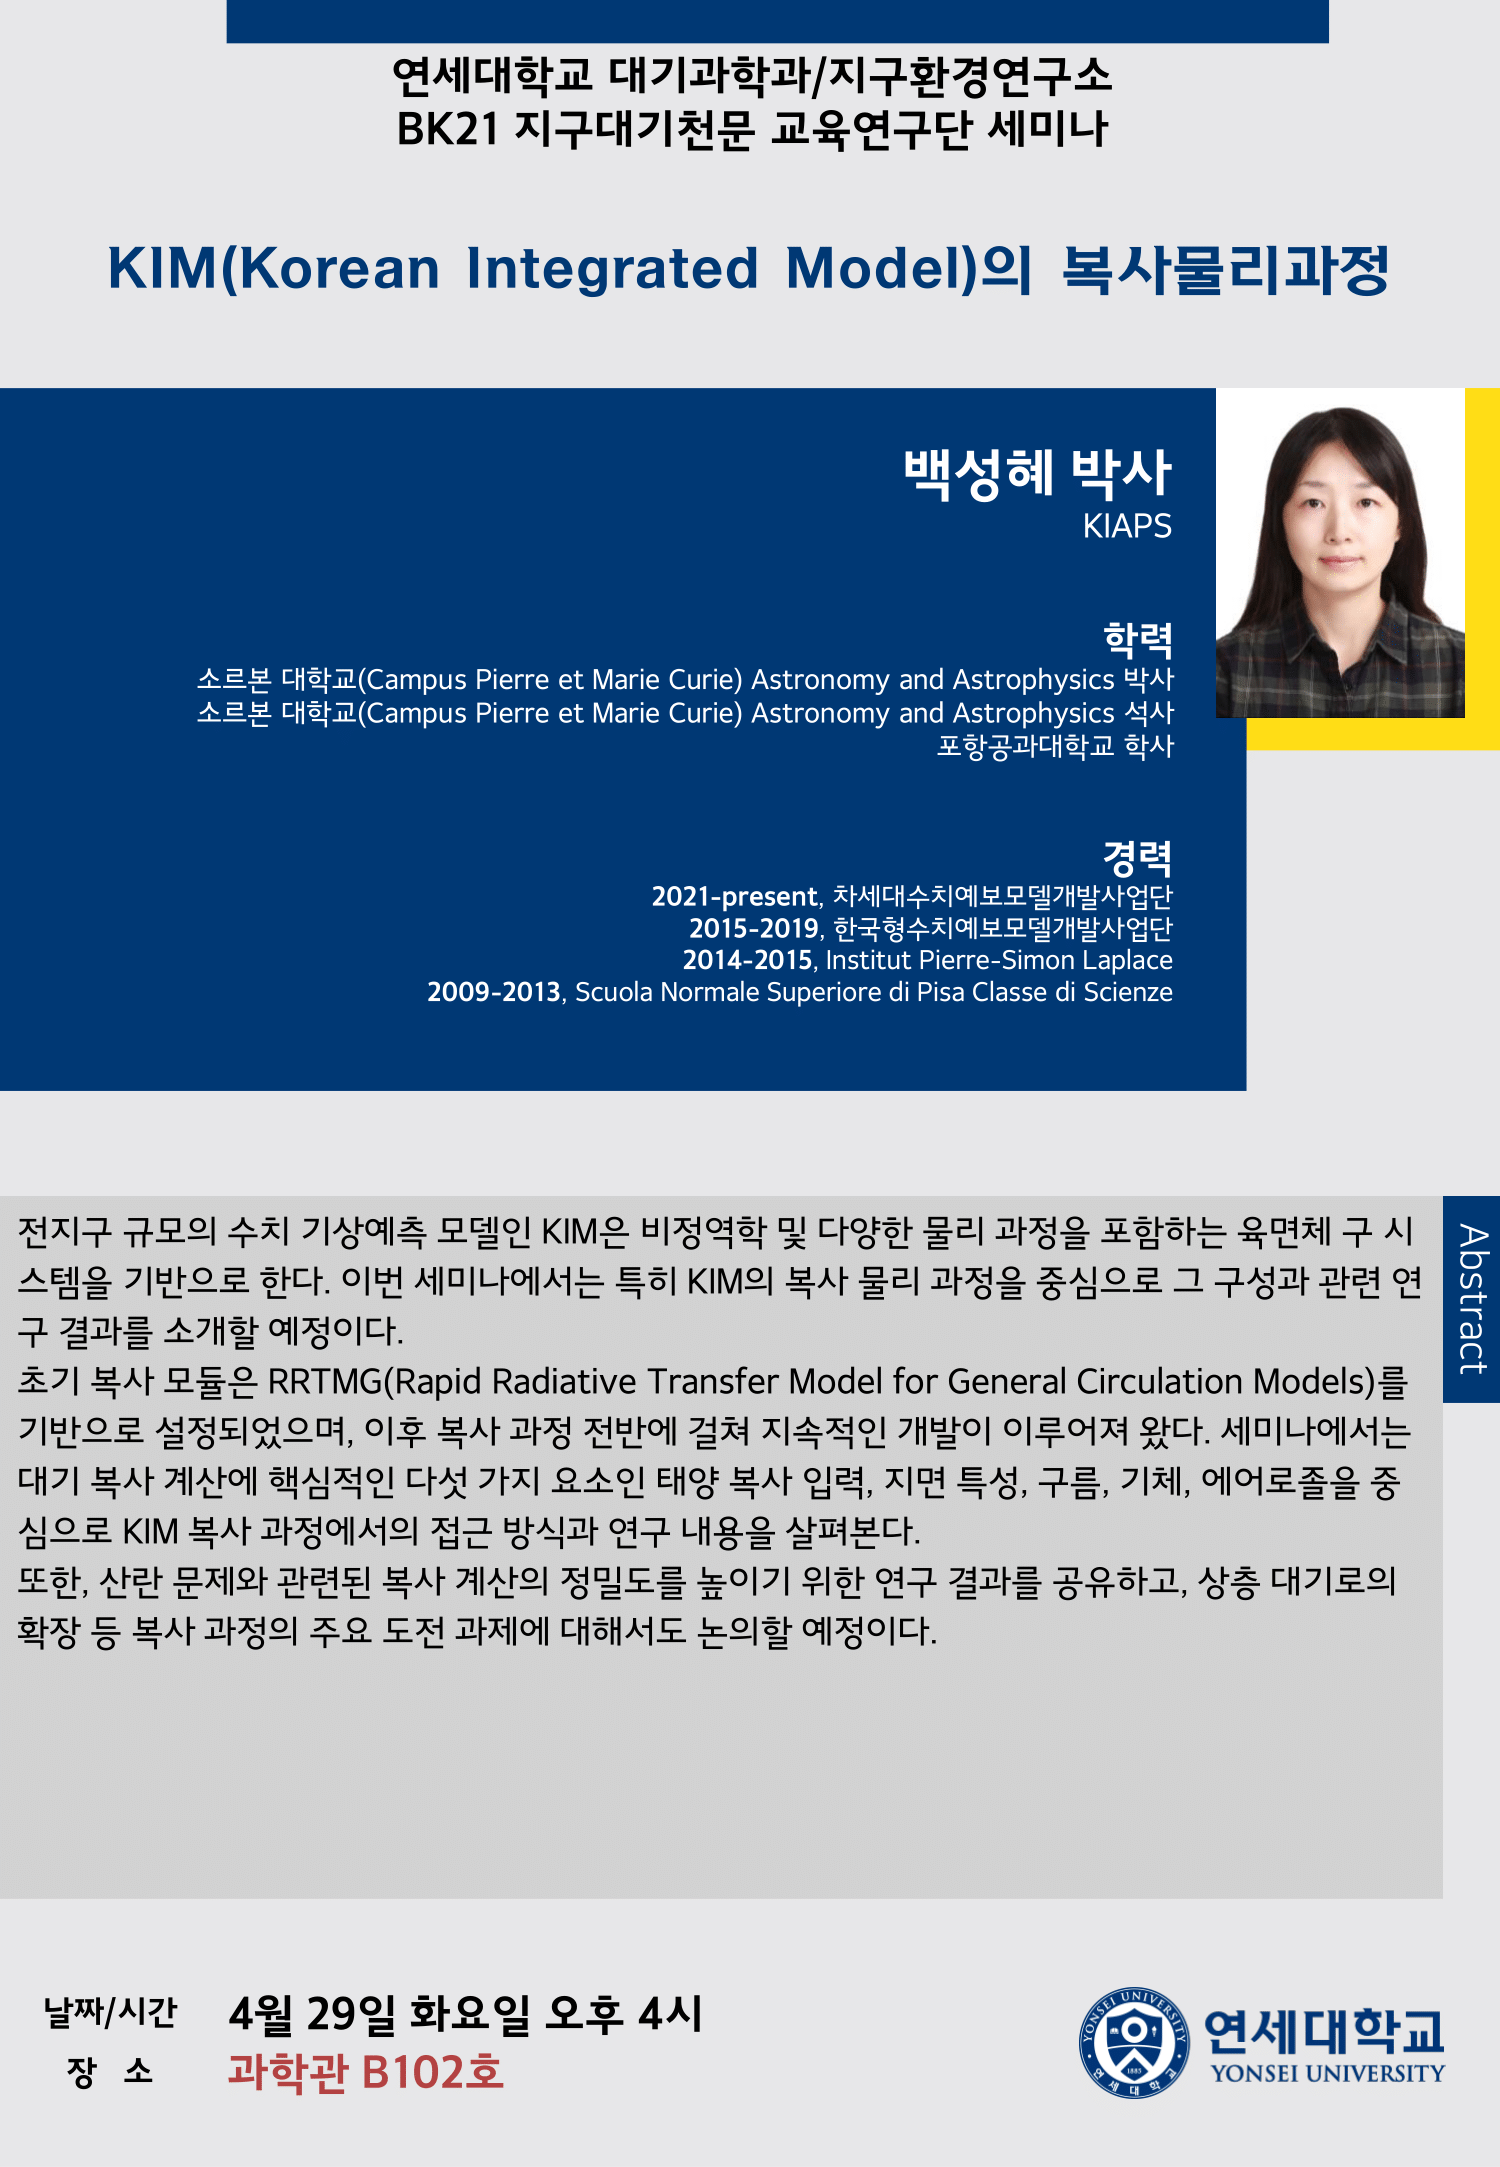 연세대학교 대기과학과/지구환경연구소
BK21 지구대기천문 교육연구단 세미나
KIM(Korean Integrated Model)의 복사물리과정
백성혜 박사
KIAPS
학력
소르본 대학교(Campus Pierre et Marie Curie) Astronomy and Astrophysics 박사
소르본 대학교(Campus Pierre et Marie Curie) Astronomy and Astrophysics 석사
포항공과대학교 학사
경력
2021-present, 차세대수치예보모델개발사업단
2015-2019, 한국형수치예보모델개발사업단
2014-2015, Institut Pierre-Simon Laplace
2009-2013, Scuola Normale Superiore di Pisa Classe di Scienze
Abstract
전지구 규모의 수치 기상예측 모델인 KIM은 비정역학 및 다양한 물리 과정을 포함하는 육면체 구 시
스템을 기반으로 한다. 이번 세미나에서는 특히 KIM의 복사 물리 과정을 중심으로 그 구성과 관련 연
구 결과를 소개할 예정이다.
초기 복사 모듈은 RRTMG(Rapid Radiative Transfer Model for General Circulation Models)를
기반으로 설정되었으며, 이후 복사 과정 전반에 걸쳐 지속적인 개발이 이루어져 왔다. 세미나에서는
대기 복사 계산에 핵심적인 다섯 가지 요소인 태양 복사 입력, 지면 특성, 구름, 기체, 에어로졸을 중
심으로 KIM 복사 과정에서의 접근 방식과 연구 내용을 살펴본다.
또한, 산란 문제와 관련된 복사 계산의 정밀도를 높이기 위한 연구 결과를 공유하고, 상층 대기로의
확장 등 복사 과정의 주요 도전 과제에 대해서도 논의할 예정이다.
날짜/시간 4월 29일 화요일 오후 4시
장 소 과학관 B102호
YONSEI UNIVERSITY
1885
연세대학교
연세대학교
YONSEI UNIVERSITY